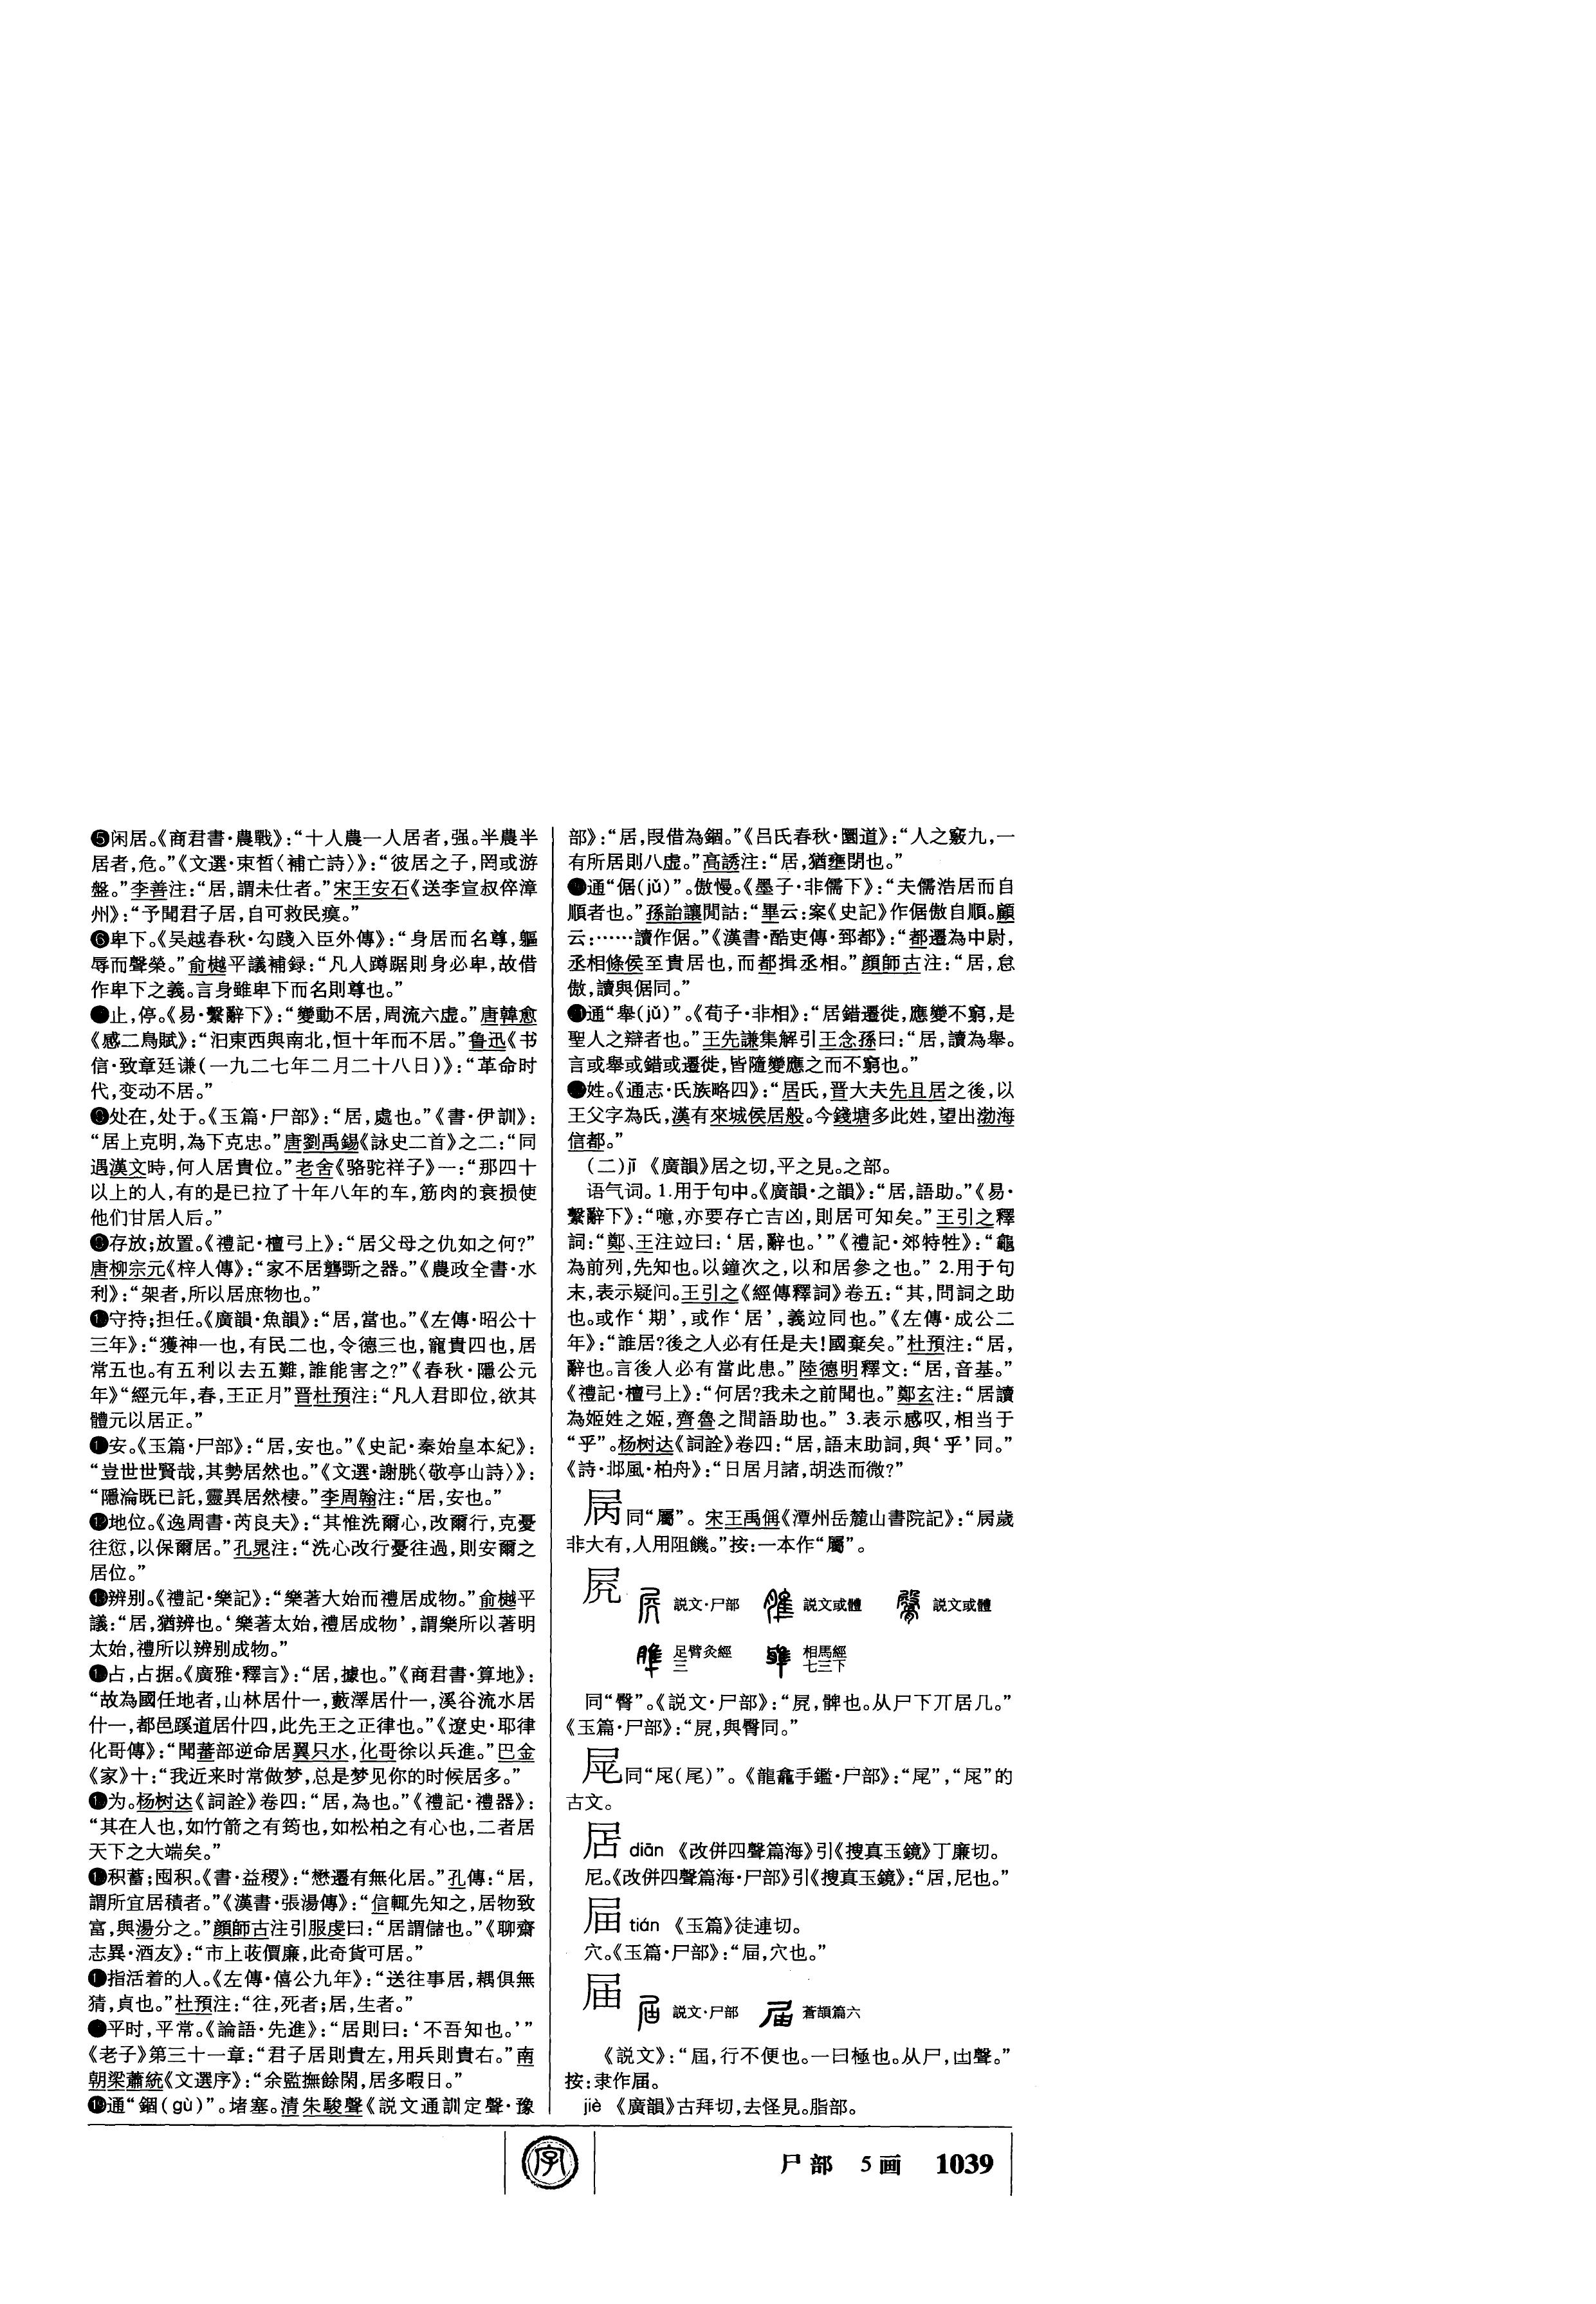 ❺闲居。《商君書·農戰》：“十人農一人居者，强。半農半
居者，危。”《文選·束晳〈補亡詩〉》：“彼居之子，罔或游
盤。”李善注：“居，謂未仕者。”宋王安石《送李宣叔倅漳
州》：“予聞君子居，自可救民瘼。”
❻卑下。《吴越春秋·勾踐入臣外傳》：“身居而名尊，軀
辱而聲榮。”俞樾平議補録：“凡人蹲踞則身必卑，故借
作卑下之義。言身雖卑下而名則尊也。”
止，停。《易·繫辭下》：“變動不居，周流六虚。”唐韓愈
《感二鳥賦》：“汩東西與南北，恒十年而不居。”鲁迅《书
信·致章廷谦(一九二七年二月二十八日)》：“革命时
代，变动不居。”
❽处在，处于。《玉篇·尸部》：“居，處也。”《書·伊訓》：
“居上克明，為下克忠。”唐劉禹錫《詠史二首》之二：“同
遇漢文時，何人居貴位。”老舍《骆驼祥子》一：“那四十
以上的人，有的是已拉了十年八年的车，筋肉的衰损使
他们甘居人后。”
❾存放；放置。《禮記·檀弓上》：“居父母之仇如之何?”
唐柳宗元《梓人傳》：“家不居礱斲之器。”《農政全書·水
利》：“架者，所以居庶物也。”
❿守持；担任。《廣韻·魚韻》：“居，當也。”《左傳·昭公十
三年》：“獲神一也，有民二也，令德三也，寵貴四也，居
常五也。有五利以去五難，誰能害之?”《春秋·隱公元
年》“經元年，春，王正月”晋杜預注：“凡人君即位，欲其
體元以居正。”
⓫安。《玉篇·尸部》：“居，安也。”《史記·秦始皇本紀》：
“豈世世賢哉，其勢居然也。”《文選·謝朓〈敬亭山詩〉》：
“隱淪既已託，靈異居然棲。”李周翰注：“居，安也。”
⓬地位。《逸周書·芮良夫》：“其惟洗爾心，改爾行，克憂
往愆，以保爾居。”孔晁注：“洗心改行憂往過，則安爾之
居位。”
⓭辨别。《禮記·樂記》：“樂著大始而禮居成物。”俞樾平
議：“居，猶辨也。‘樂著太始，禮居成物’，謂樂所以著明
太始，禮所以辨别成物。”
⓮占，占据。《廣雅·釋言》：“居，據也。”《商君書·算地》：
“故為國任地者，山林居什一，藪澤居什一，溪谷流水居
什一，都邑蹊道居什四，此先王之正律也。”《遼史·耶律
化哥傳》：“聞蕃部逆命居翼只水，化哥徐以兵進。”巴金
《家》十：“我近来时常做梦，总是梦见你的时候居多。”
⓯为。杨树达《詞詮》卷四：“居，為也。”《禮記·禮器》：
“其在人也，如竹箭之有筠也，如松柏之有心也，二者居
天下之大端矣。”
⓰积蓄；囤积。《書·益稷》：“懋遷有無化居。”孔傳：“居，
謂所宜居積者。”《漢書·張湯傳》：“信輒先知之，居物致
富，與湯分之。”顔師古注引服虔曰：“居謂儲也。”《聊齋
志異·酒友》：“市上荍價廉，此奇貨可居。”
⓱指活着的人。《左傳·僖公九年》：“送往事居，耦俱無
猜，貞也。”杜預注：“往，死者；居，生者。”
平时，平常。《論語·先進》：“居則曰：‘不吾知也。’”
《老子》第三十一章：“君子居則貴左，用兵則貴右。”南
朝梁蕭統《文選序》：“余監撫餘閑，居多暇日。”
⓳通“錮(gù)”。堵塞。清朱駿聲《説文通訓定聲·豫
部》：“居，叚借為錮。”《吕氏春秋·圜道》：“人之竅九，一
有所居則八虚。”高誘注：“居，猶壅閉也。”
通“倨(jǔ)”。傲慢。《墨子·非儒下》：“夫儒浩居而自
順者也。”孫詒讓閒詁：“畢云：案《史記》作倨傲自順。顧
云：……讀作倨。”《漢書·酷吏傳·郅都》：“都遷為中尉，
丞相條侯至貴居也，而都揖丞相。”顔師古注：“居，怠
傲，讀與倨同。”
通“舉(jǔ)”。《荀子·非相》：“居錯遷徙，應變不窮，是
聖人之辯者也。”王先謙集解引王念孫曰：“居，讀為舉。
言或舉或錯或遷徙，皆隨變應之而不窮也。”
姓。《通志·氏族略四》：“居氏，晋大夫先且居之後，以
王父字為氏，漢有來城侯居般。今錢塘多此姓，望出渤海
信都。”
(二)jī 《廣韻》居之切，平之見。之部。
语气词。1.用于句中。《廣韻·之韻》：“居，語助。”《易·
繫辭下》：“噫，亦要存亡吉凶，則居可知矣。”王引之釋
詞：“鄭、王注竝曰：‘居，辭也。’”《禮記·郊特牲》：“龜
為前列，先知也。以鐘次之，以和居參之也。”2.用于句
末，表示疑问。王引之《經傳釋詞》卷五：“其，問詞之助
也。或作‘期’，或作‘居’，義竝同也。”《左傳·成公二
年》：“誰居?後之人必有任是夫!國棄矣。”杜預注：“居，
辭也。言後人必有當此患。”陸德明釋文：“居，音基。”
《禮記·檀弓上》：“何居?我未之前聞也。”鄭玄注：“居讀
為姬姓之姬，齊魯之間語助也。”3.表示感叹，相当于
“乎”。杨树达《詞詮》卷四：“居，語末助詞，與‘乎’同。”
《詩·邶風·柏舟》：“日居月諸，胡迭而微?”
同“屬”。宋王禹偁《潭州岳麓山書院記》：“屚歲
非大有，人用阻饑。”按：一本作“屬”。
屍 説文·尸部 説文或體 説文或體
足臂灸經三 相馬經七三下
同“臀”。《説文·尸部》：“𡱂，髀也。从尸下丌居几。”
《玉篇·尸部》：“𡱂，與臀同。”
同“㞑(尾)”。《龍龕手鑑·尸部》：“尾”，“㞑”的
古文。
diān 《改併四聲篇海》引《搜真玉鏡》丁廉切。
尼。《改併四聲篇海·尸部》引《搜真玉鏡》：“，尼也。”
tián 《玉篇》徒連切。
穴。《玉篇·尸部》：“，穴也。”
届 説文·尸部 蒼頡篇六
《説文》：“屆，行不便也。一曰極也。从尸，凷聲。”
按：隶作届。
jiè 《廣韻》古拜切，去怪見。脂部。
字
尸部 5画 1039